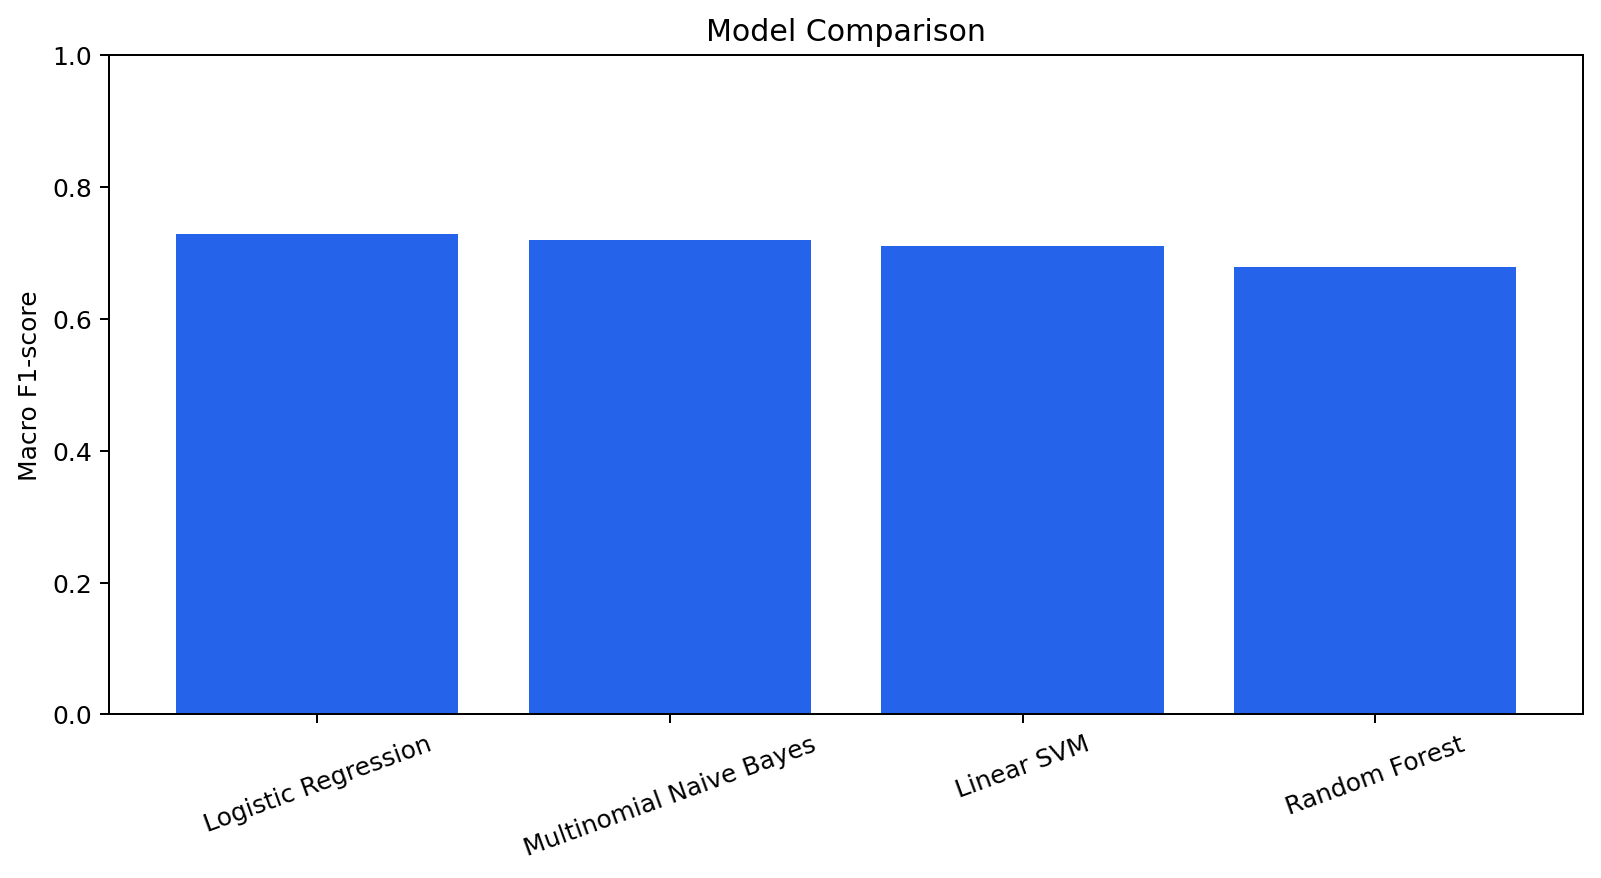 Model Comparison
Macro F1-score
1.0
0.8
0.6
0.4
0.2
0.0
Logistic Regression
Multinomial Naive Bayes
Linear SVM
Random Forest